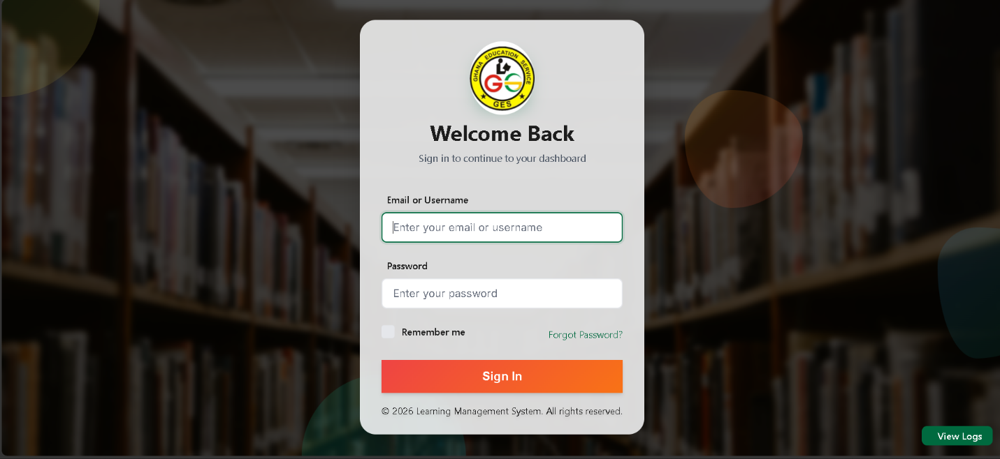 GHANA EDUCATION SERVICE
GES
GES
Welcome Back
Sign in to continue to your dashboard
Email or Username
Enter your email or username
Password
Enter your password
Remember me
Forgot Password?
Sign In
© 2026 Learning Management System. All rights reserved.
View Logs